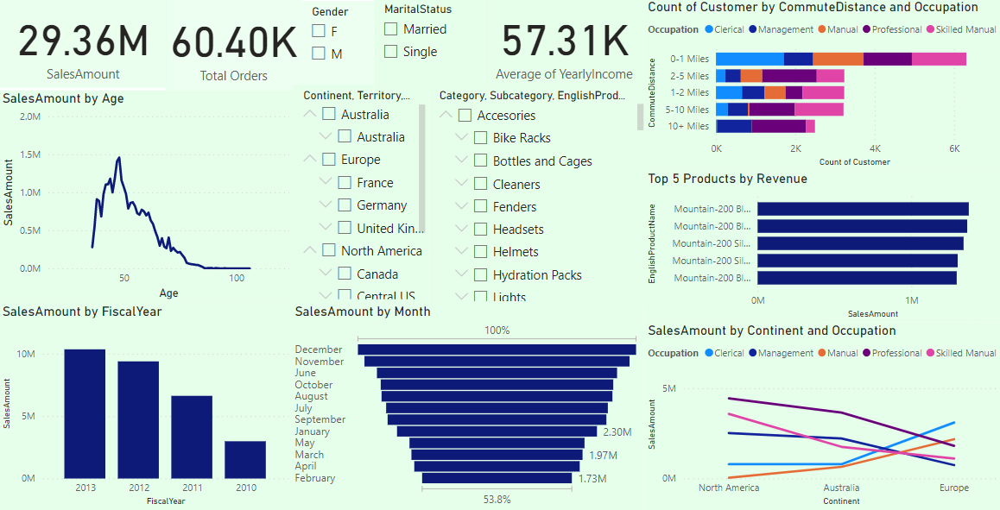 29.36M
SalesAmount
60.40K
Total Orders
Gender
F
M
MaritalStatus
Married
Single
57.31K
Average of YearlyIncome
Count of Customer by CommuteDistance and Occupation
Occupation Clerical Management Manual Professional Skilled Manual
CommuteDistance
0-1 Miles
2-5 Miles
1-2 Miles
5-10 Miles
10+ Miles
0K 2K 4K 6K
Count of Customer
SalesAmount by Age
SalesAmount
2.0M
1.5M
1.0M
0.5M
0.0M
50 100
Age
Continent, Territory,...
Australia
Australia
Europe
France
Germany
United Kin...
North America
Canada
Central US
Category, Subcategory, EnglishProd...
Accesories
Bike Racks
Bottles and Cages
Cleaners
Fenders
Headsets
Helmets
Hydration Packs
Lights
Top 5 Products by Revenue
EnglishProductName
Mountain-200 Bl...
Mountain-200 Bl...
Mountain-200 Sil...
Mountain-200 Sil...
Mountain-200 Bl...
0M 1M
SalesAmount
SalesAmount by FiscalYear
SalesAmount
10M
5M
0M
2013 2012 2011 2010
FiscalYear
SalesAmount by Month
100%
December
November
June
October
August
July
September
January 2.30M
May
March 1.97M
April
February 1.73M
53.8%
SalesAmount by Continent and Occupation
Occupation Clerical Management Manual Professional Skilled Manual
SalesAmount
5M
0M
North America Australia Europe
Continent